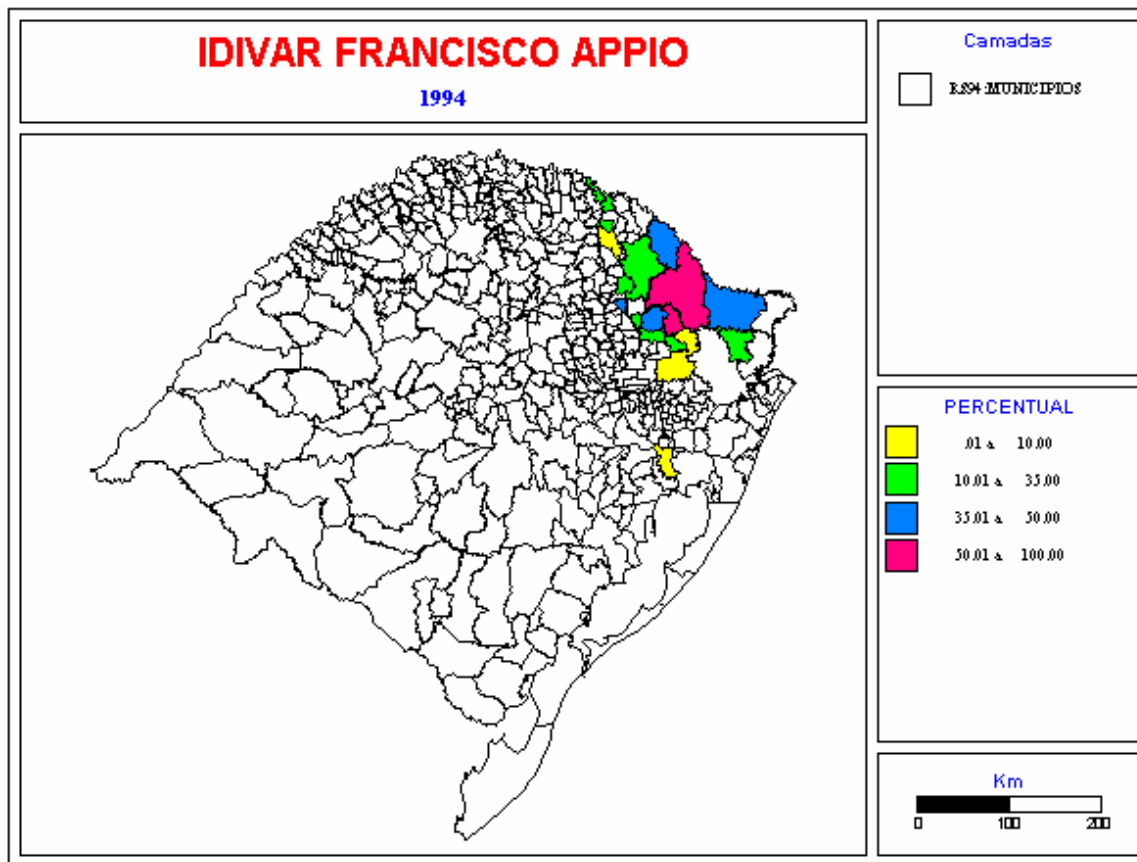 IDIVAR FRANCISCO APPIO
1994
Camadas
RS94:MUNICIPIOS
PERCENTUAL
.01 a 10.00
10.01 a 35.00
35.01 a 50.00
50.01 a 100.00
Km
0 100 200